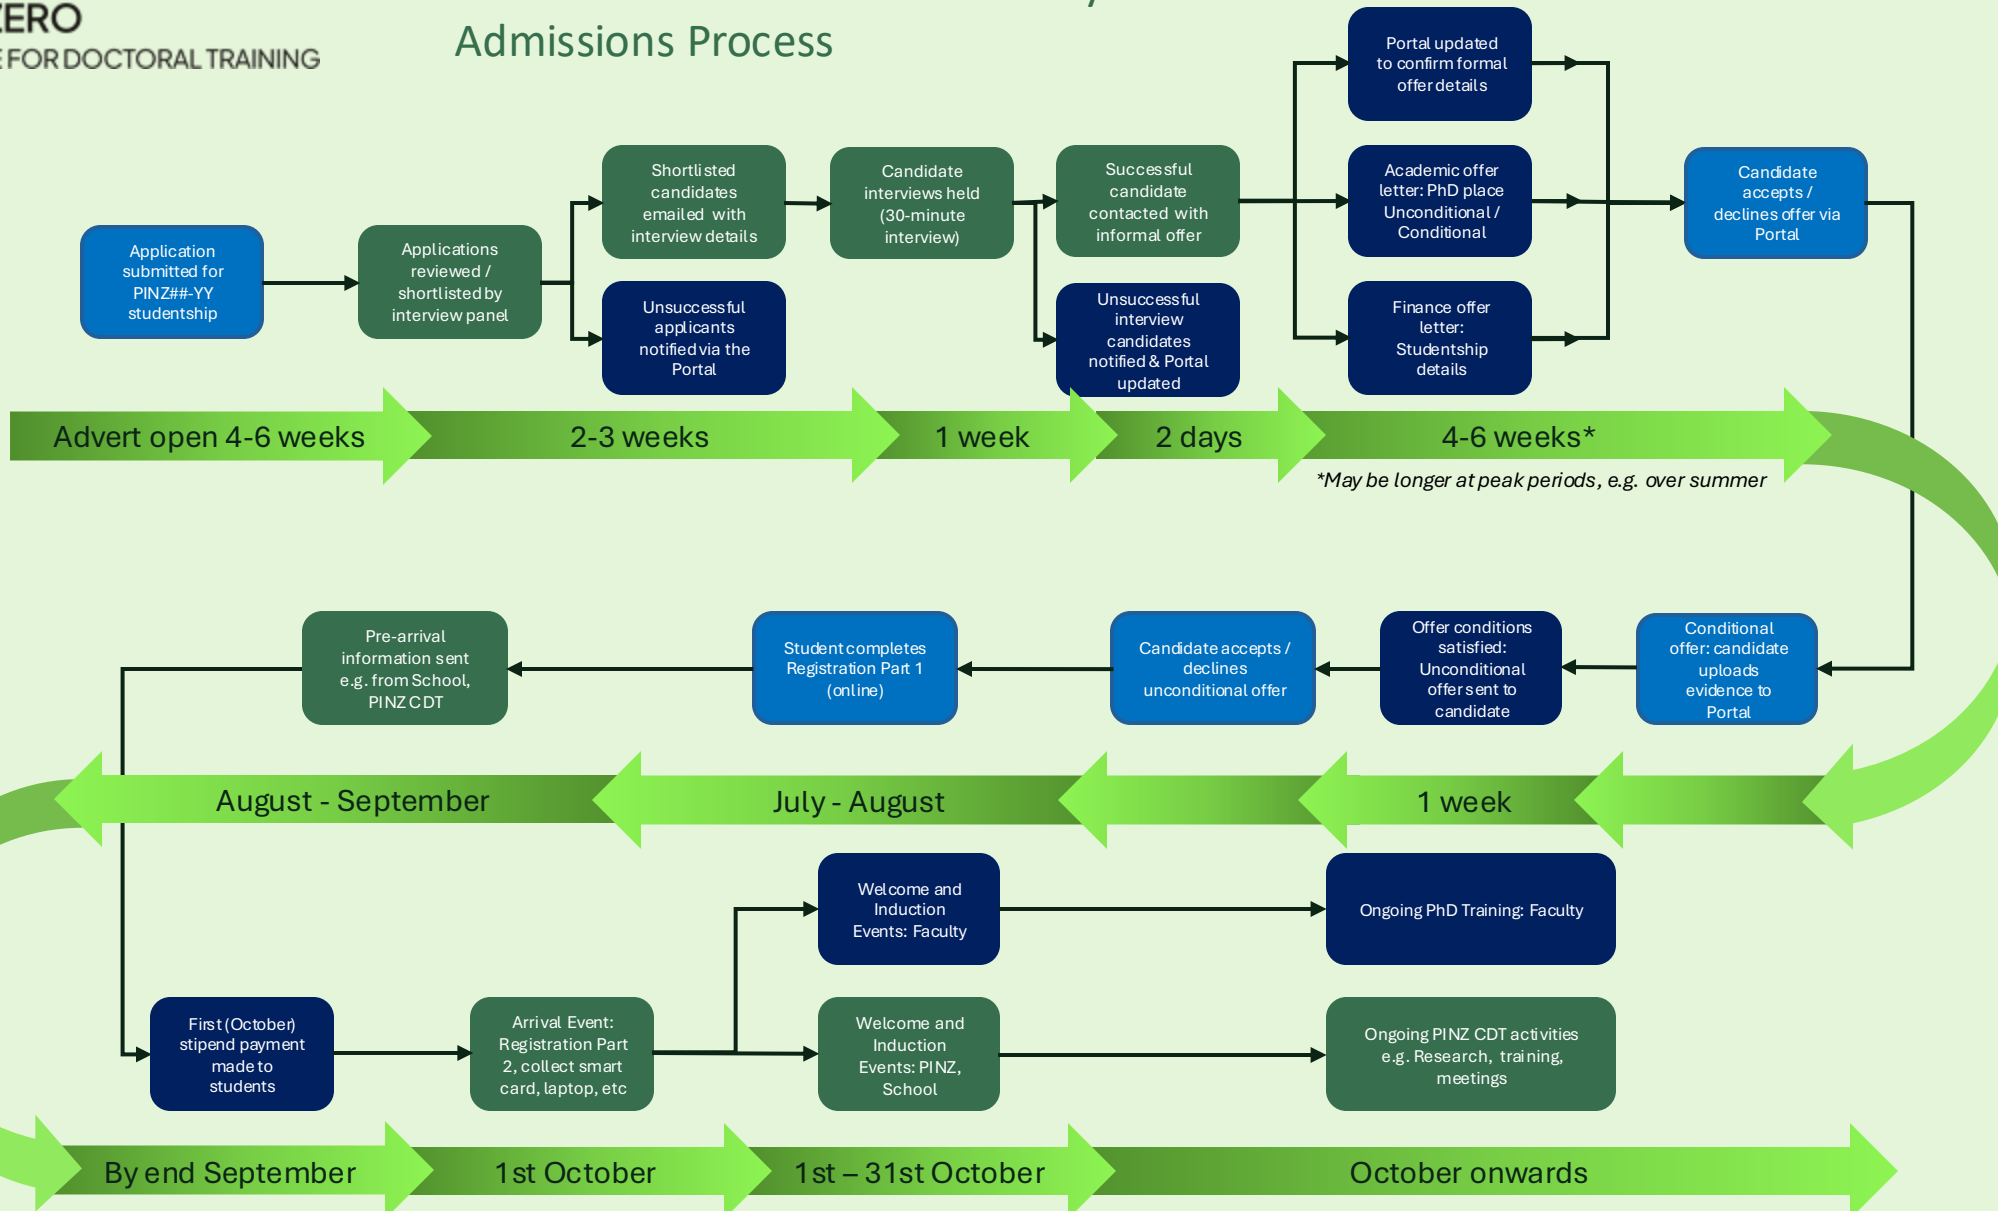 ZERO
E FOR DOCTORAL TRAINING
Admissions Process
Portal updated
to confirm formal
offer details
Shortlisted
candidates
emailed with
interview details
Candidate
interviews held
(30-minute
interview)
Successful
candidate
contacted with
informal offer
Academic offer
letter: PhD place
Unconditional /
Conditional
Candidate
accepts /
declines offer via
Portal
Application
submitted for
PINZ##-YY
studentship
Applications
reviewed /
shortlisted by
interview panel
Unsuccessful
applicants
notified via the
Portal
Unsuccessful
interview
candidates
notified & Portal
updated
Finance offer
letter:
Studentship
details
Advert open 4-6 weeks
2-3 weeks
1 week
2 days
4-6 weeks*
*May be longer at peak periods, e.g. over summer
Pre-arrival
information sent
e.g. from School,
PINZ CDT
Student completes
Registration Part 1
(online)
Candidate accepts /
declines
unconditional offer
Offer conditions
satisfied:
Unconditional
offer sent to
candidate
Conditional
offer: candidate
uploads
evidence to
Portal
August - September
July - August
1 week
Welcome and
Induction
Events: Faculty
Ongoing PhD Training: Faculty
First (October)
stipend payment
made to
students
Arrival Event:
Registration Part
2, collect smart
card, laptop, etc
Welcome and
Induction
Events: PINZ,
School
Ongoing PINZ CDT activities
e.g. Research, training,
meetings
By end September
1st October
1st – 31st October
October onwards